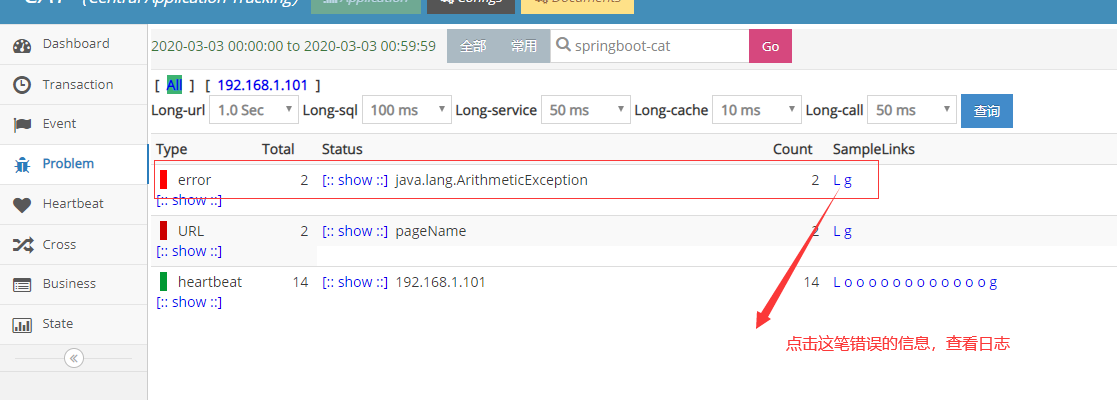 CAT (Central Application Tracking) Application Configs Documents
Dashboard
Transaction
Event
Problem
Heartbeat
Cross
Business
State
2020-03-03 00:00:00 to 2020-03-03 00:59:59 全部 常用 springboot-cat Go
[ All ] [ 192.168.1.101 ]
Long-url 1.0 Sec Long-sql 100 ms Long-service 50 ms Long-cache 10 ms Long-call 50 ms 查询
Type Total Status Count SampleLinks
error 2 [:: show ::] java.lang.ArithmeticException 2 L g
[:: show ::]
URL 2 [:: show ::] pageName 2 L g
[:: show ::]
heartbeat 14 [:: show ::] 192.168.1.101 14 L o o o o o o o o o o o o g
[:: show ::]
点击这笔错误的信息，查看日志